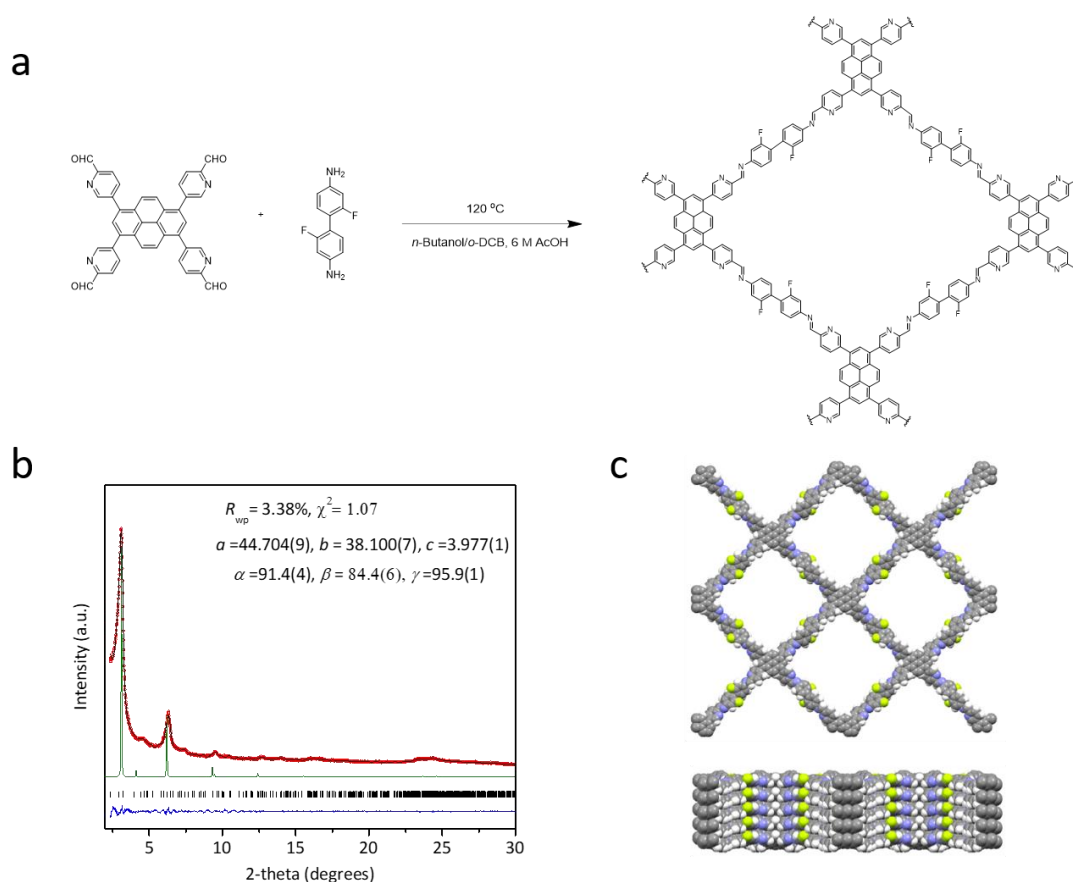 a
CHO
CHO
N
N
N
N
CHO
CHO
+
NH2
F
F
NH2
120 ºC
n-Butanol/o-DCB, 6 M AcOH
N
N
N
N
N
N
F
F
F
F
N
N
N
N
N
N
N
N
N
N
N
N
F
F
F
F
N
N
N
N
N
N
b
Rwp = 3.38%, χ2 = 1.07
a =44.704(9), b = 38.100(7), c =3.977(1)
α =91.4(4), β = 84.4(6), γ =95.9(1)
Intensity (a.u.)
5 10 15 20 25 30
2-theta (degrees)
c